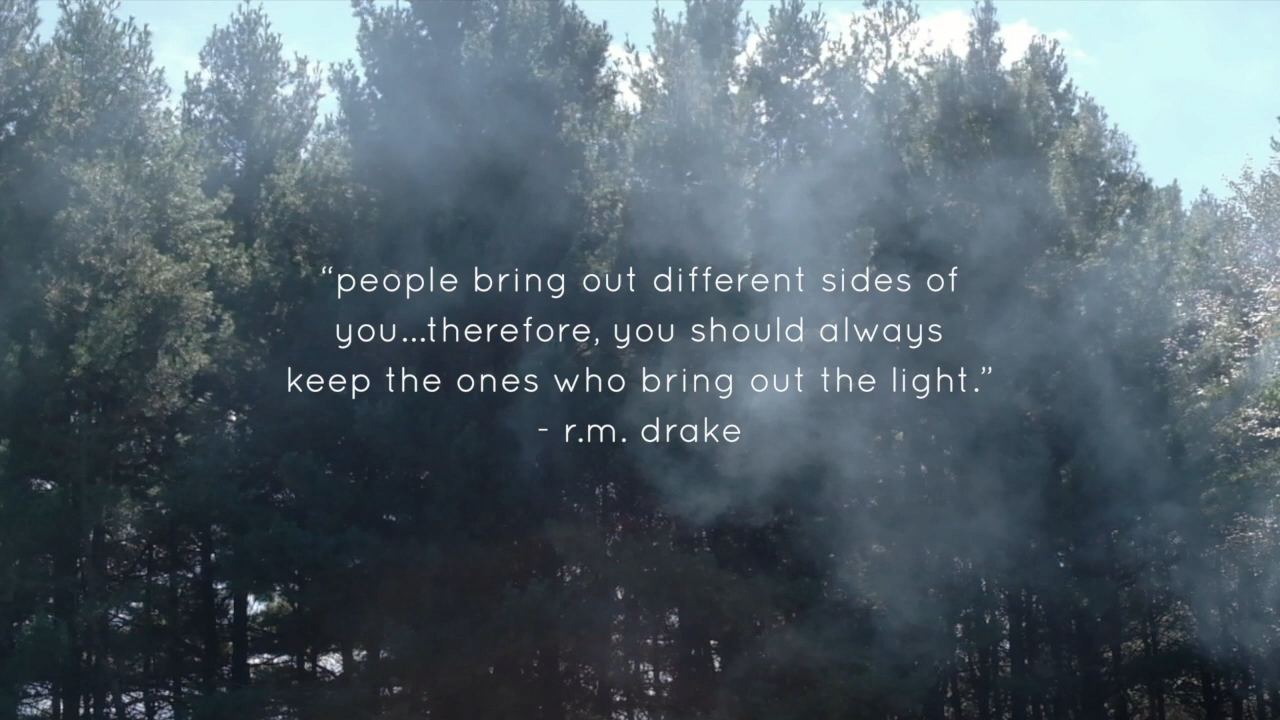 “people bring out different sides of
you...therefore, you should always
keep the ones who bring out the light.”
- r.m. drake